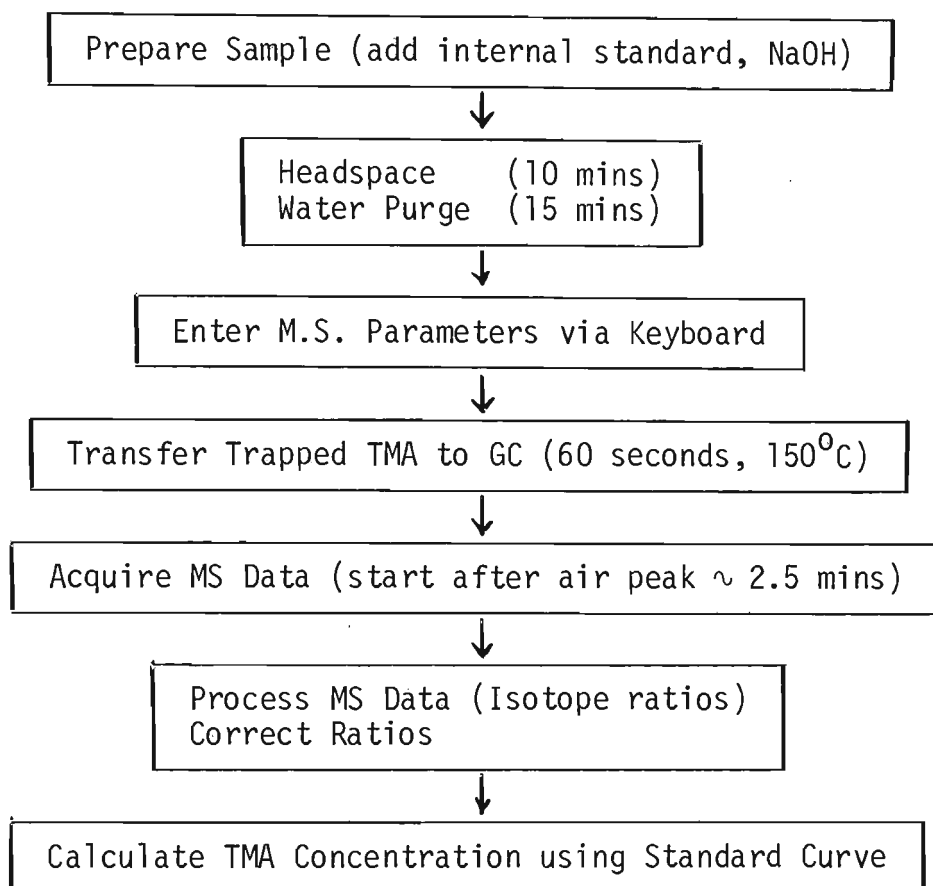 Prepare Sample (add internal standard, NaOH)
Headspace (10 mins)
Water Purge (15 mins)
Enter M.S. Parameters via Keyboard
Transfer Trapped TMA to GC (60 seconds, 150⁰C)
Acquire MS Data (start after air peak ~ 2.5 mins)
Process MS Data (Isotope ratios)
Correct Ratios
Calculate TMA Concentration using Standard Curve